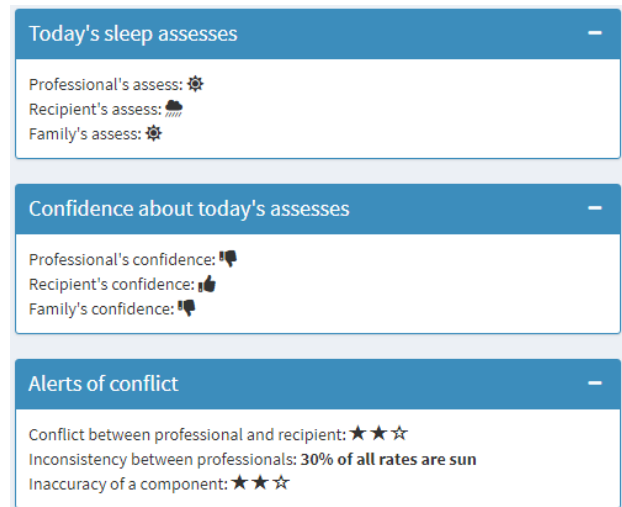 Today's sleep assesses
Professional's assess:
Recipient's assess:
Family's assess:
Confidence about today's assesses
Professional's confidence:
Recipient's confidence:
Family's confidence:
Alerts of conflict
Conflict between professional and recipient: ★★☆
Inconsistency between professionals: 30% of all rates are sun
Inaccuracy of a component: ★★☆